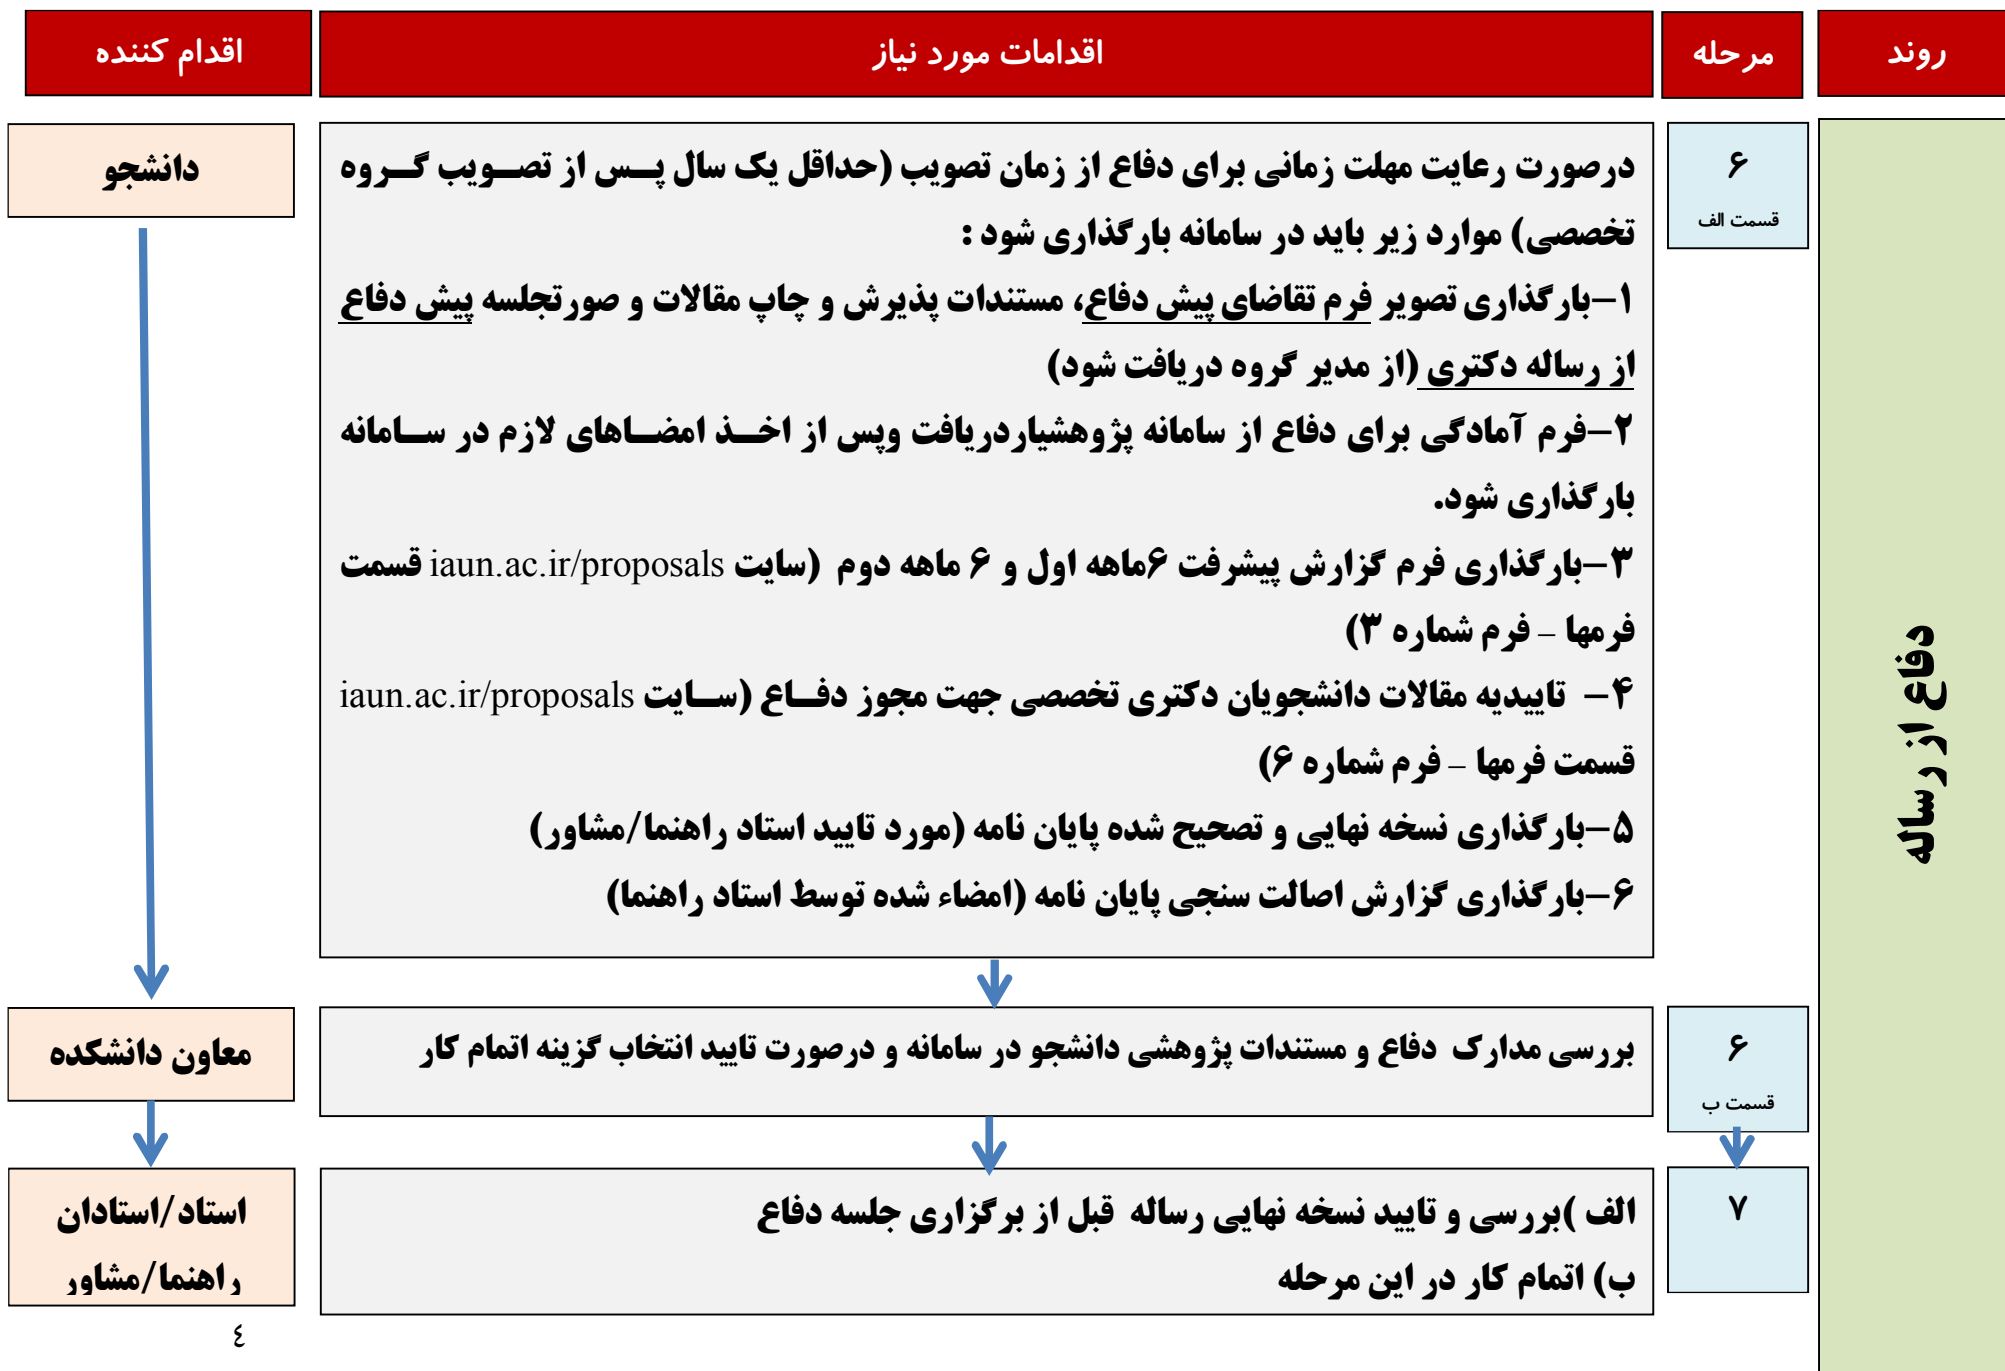 روند
مرحله
اقدامات مورد نیاز
اقدام کننده
دفاع از رساله
۶
قسمت الف
درصورت رعایت مهلت زمانی برای دفاع از زمان تصویب (حداقل یک سال پس از تصویب گروه
تخصصی) موارد زیر باید در سامانه بارگذاری شود :
۱-بارگذاری تصویر فرم تقاضای پیش دفاع، مستندات پذیرش و چاپ مقالات و صورتجلسه پیش دفاع
از رساله دکتری (از مدیر گروه دریافت شود)
۲-فرم آمادگی برای دفاع از سامانه پژوهشیاردریافت وپس از اخذ امضاهای لازم در سامانه
بارگذاری شود.
۳-بارگذاری فرم گزارش پیشرفت ۶ماهه اول و ۶ ماهه دوم (سایت iaun.ac.ir/proposals قسمت
فرمها – فرم شماره ۳)
۴- تاییدیه مقالات دانشجویان دکتری تخصصی جهت مجوز دفاع (سایت iaun.ac.ir/proposals
قسمت فرمها – فرم شماره ۶)
۵-بارگذاری نسخه نهایی و تصحیح شده پایان نامه (مورد تایید استاد راهنما/مشاور)
۶-بارگذاری گزارش اصالت سنجی پایان نامه (امضاء شده توسط استاد راهنما)
دانشجو
۶
قسمت ب
بررسی مدارک دفاع و مستندات پژوهشی دانشجو در سامانه و درصورت تایید انتخاب گزینه اتمام کار
معاون دانشکده
۷
الف )بررسی و تایید نسخه نهایی رساله قبل از برگزاری جلسه دفاع
ب) اتمام کار در این مرحله
استاد/استادان
راهنما/مشاور
٤